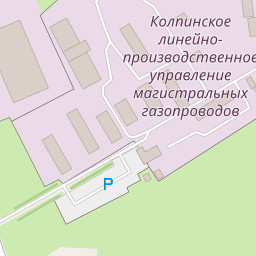 Колпинское
линейно-
производственное
управление
магистральных
газопроводов
P